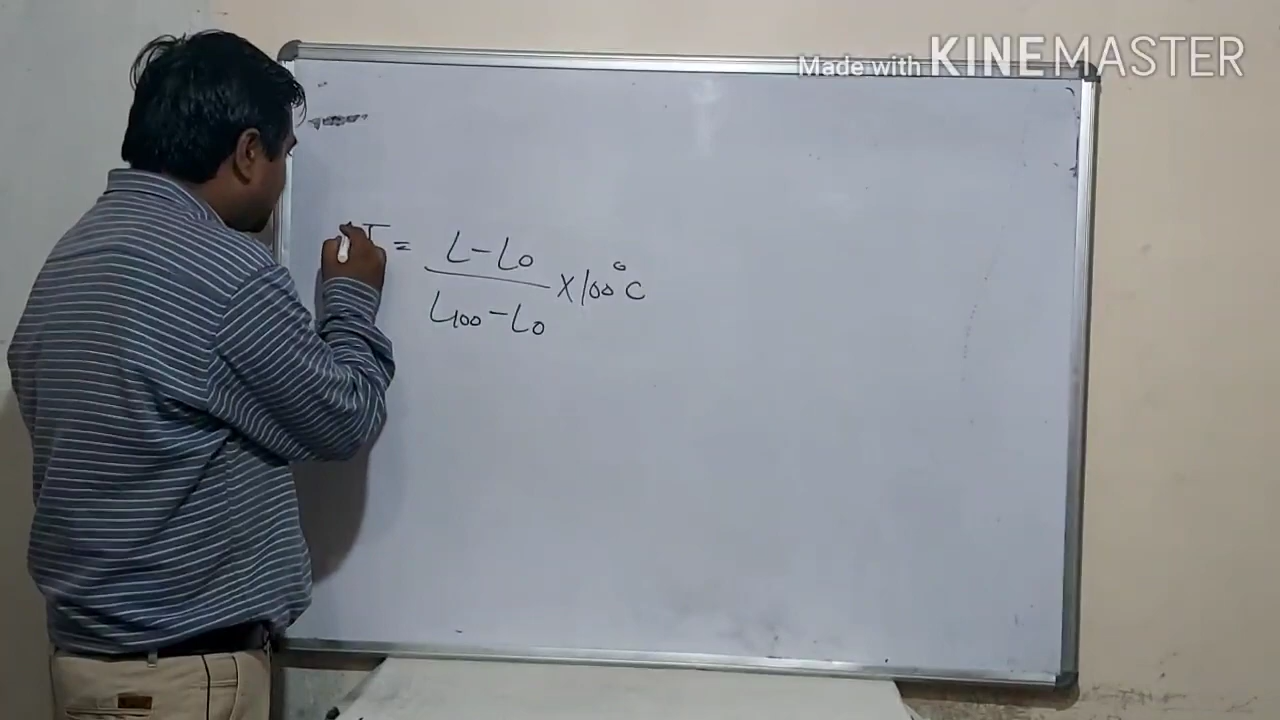 Made with KINEMASTER
T = L - L₀
L₁₀₀ - L₀ × 100°C